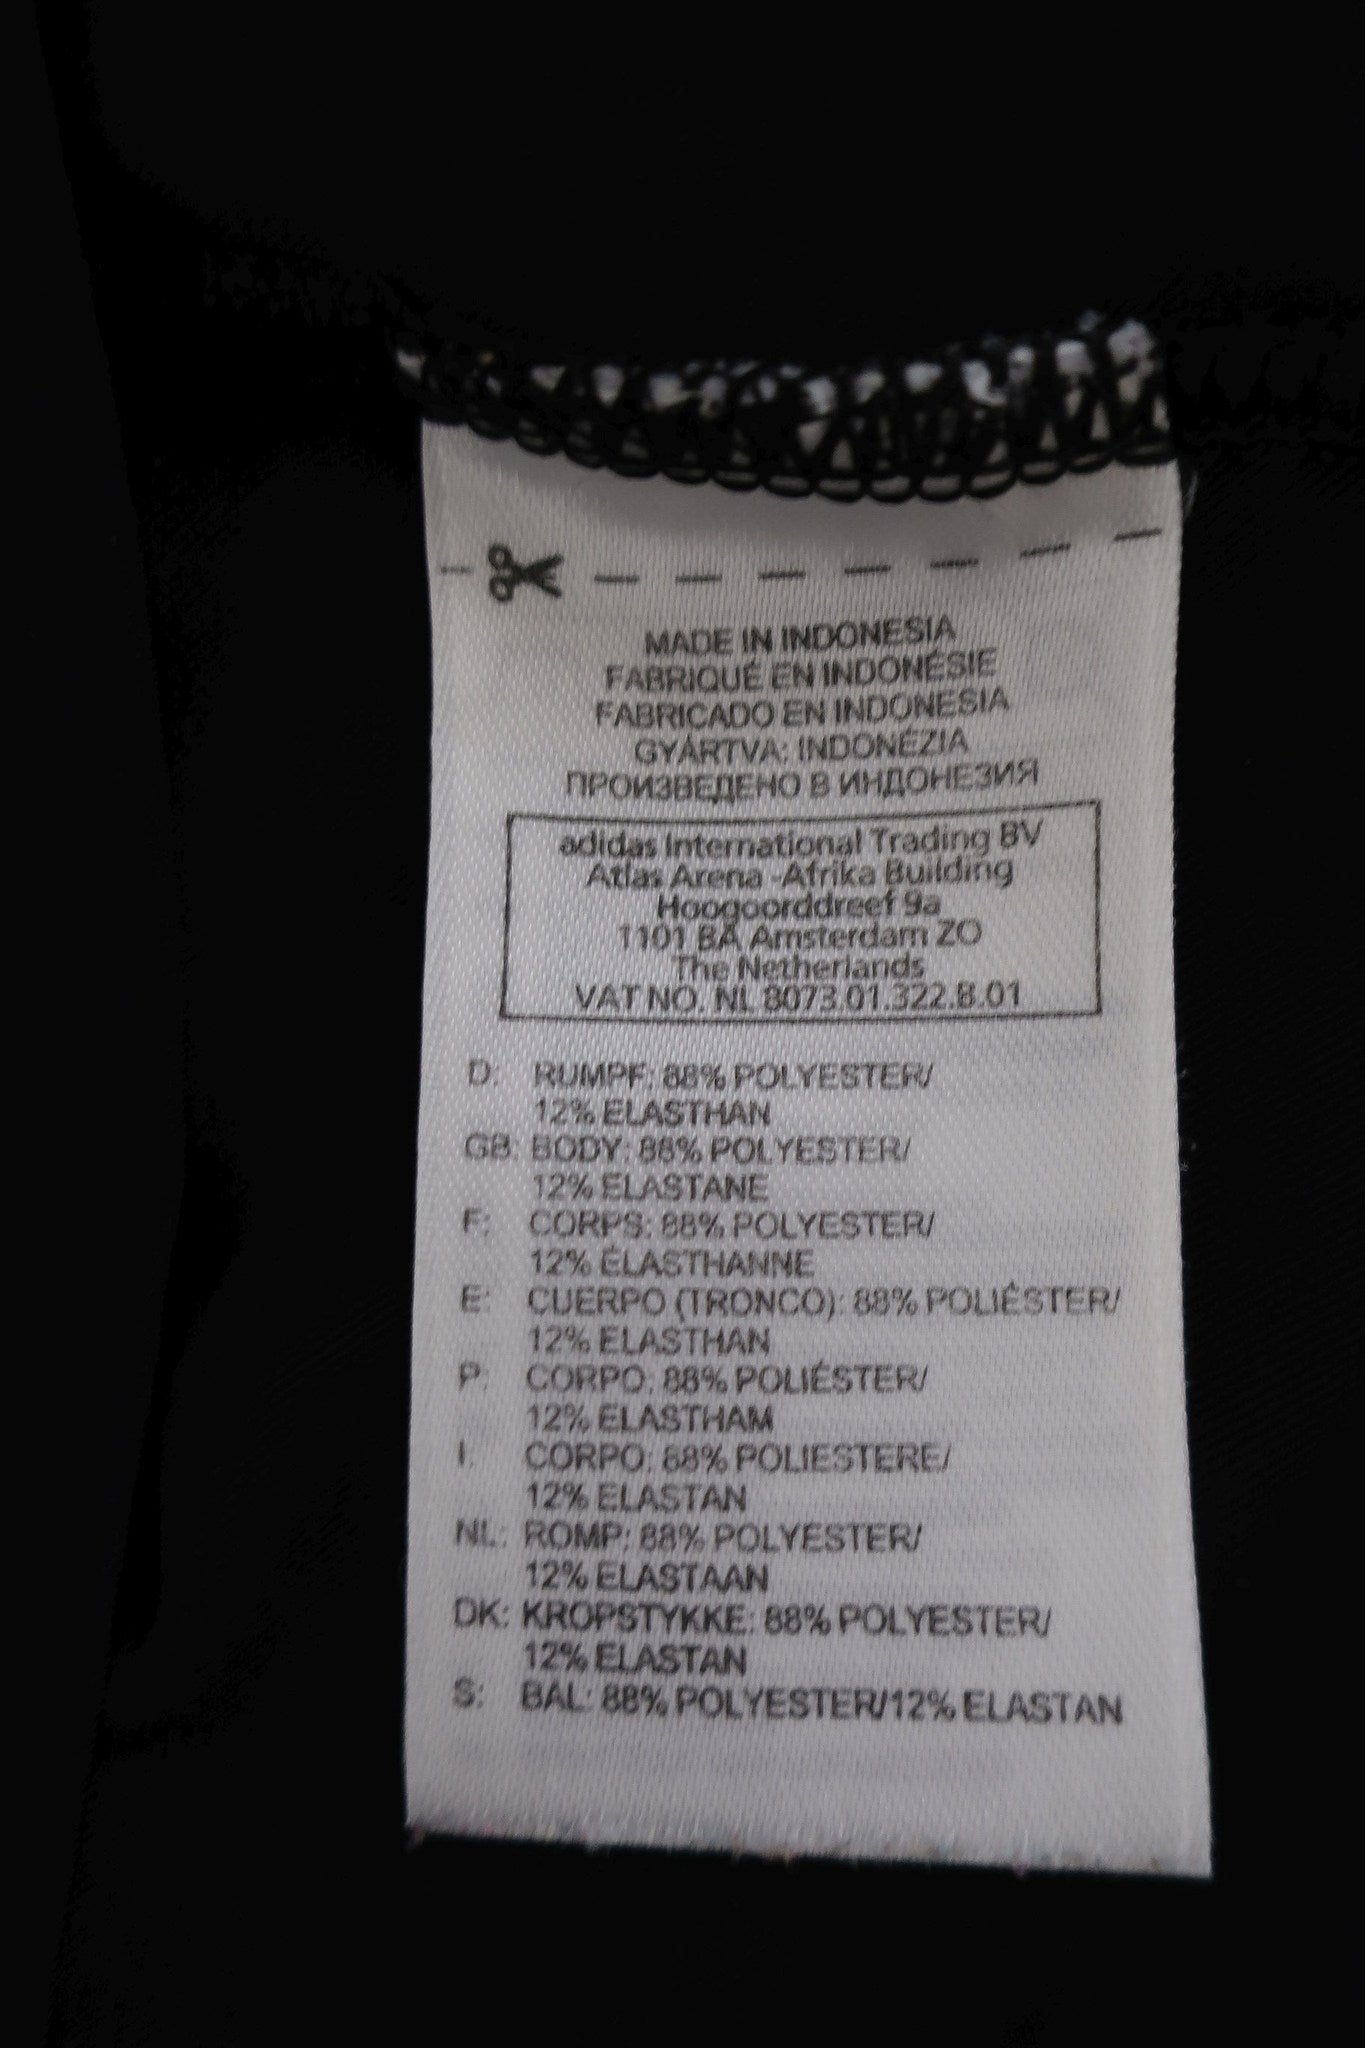 MADE IN INDONESIA
FABRIQUÉ EN INDONÉSIE
FABRICADO EN INDONESIA
GYÁRTVA: INDONÉZIA
ПРОИЗВЕДЕНО В ИНДОНЕЗИЯ
adidas International Trading BV
Atlas Arena -Afrika Building
Hoogoorddreef 9a
1101 BA Amsterdam ZO
The Netherlands
VAT NO. NL 8073.01.322.B.01
D: RUMPF: 88% POLYESTER/
12% ELASTHAN
GB: BODY: 88% POLYESTER/
12% ELASTANE
F: CORPS: 88% POLYESTER/
12% ÉLASTHANNE
E: CUERPO (TRONCO): 88% POLIÉSTER/
12% ELASTHAN
P: CORPO: 88% POLIÉSTER/
12% ELASTHAM
I: CORPO: 88% POLIESTERE/
12% ELASTAN
NL: ROMP: 88% POLYESTER/
12% ELASTAAN
DK: KROPSTYKKE: 88% POLYESTER/
12% ELASTAN
S: BAL: 88% POLYESTER/12% ELASTAN